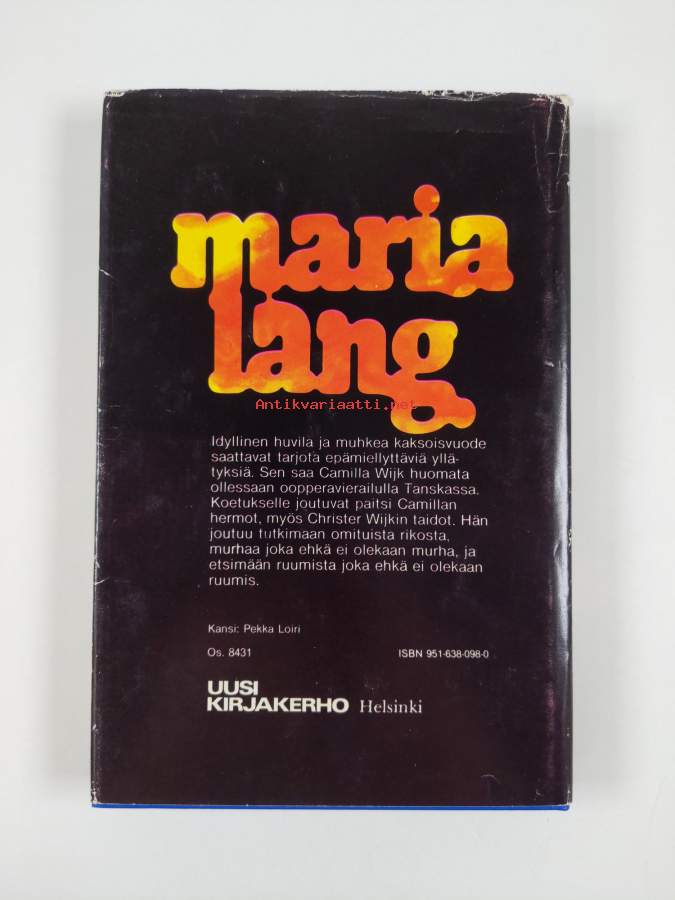 maria
lang
Antikvariaatti.net
Idyllinen huvila ja muhkea kaksoisvuode
saattavat tarjota epämiellyttäviä yllä-
tyksiä. Sen saa Camilla Wijk huomata
ollessaan oopperavierailulla Tanskassa.
Koetukselle joutuvat paitsi Camillan
hermot, myös Christer Wijkin taidot. Hän
joutuu tutkimaan omituista rikosta,
murhaa joka ehkä ei olekaan murha, ja
etsimään ruumista joka ehkä ei olekaan
ruumis.
Kansi: Pekka Loiri
Os. 8431 ISBN 951-638-098-0
UUSI
KIRJAKERHO Helsinki